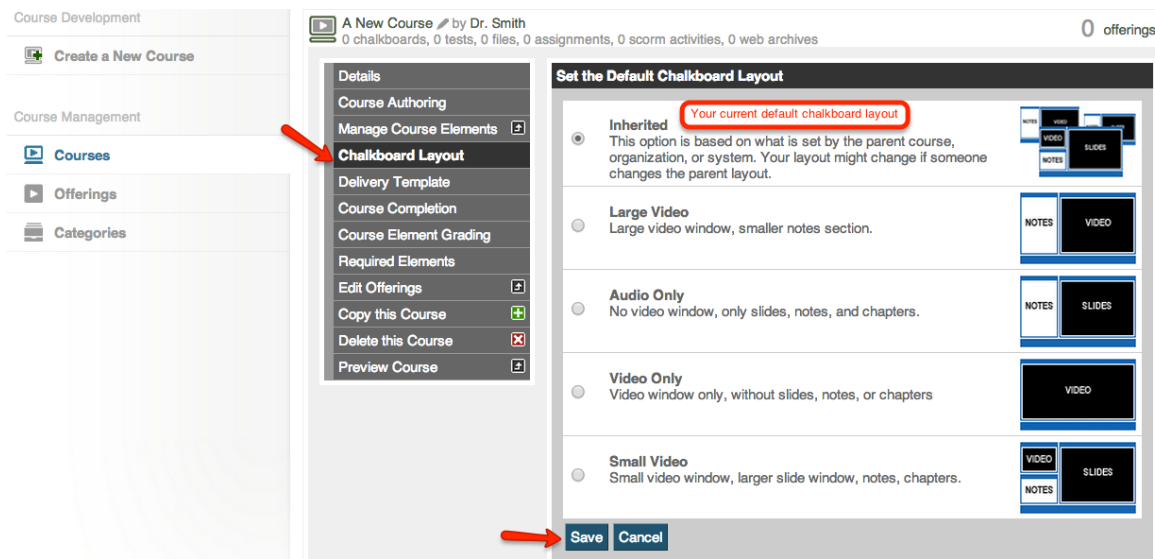 Course Development
Create a New Course
Course Management
Courses
Offerings
Categories
A New Course by Dr. Smith
0 chalkboards, 0 tests, 0 files, 0 assignments, 0 scorm activities, 0 web archives
0 offerings
Details
Course Authoring
Manage Course Elements
Chalkboard Layout
Delivery Template
Course Completion
Course Element Grading
Required Elements
Edit Offerings
Copy this Course
Delete this Course
Preview Course
Set the Default Chalkboard Layout
Your current default chalkboard layout
Inherited
This option is based on what is set by the parent course,
organization, or system. Your layout might change if someone
changes the parent layout.
NOTES
VIDEO
VIDEO
SLIDES
NOTES
Large Video
Large video window, smaller notes section.
NOTES VIDEO
Audio Only
No video window, only slides, notes, and chapters.
NOTES SLIDES
Video Only
Video window only, without slides, notes, or chapters
VIDEO
Small Video
Small video window, larger slide window, notes, chapters.
VIDEO
SLIDES
NOTES
Save Cancel